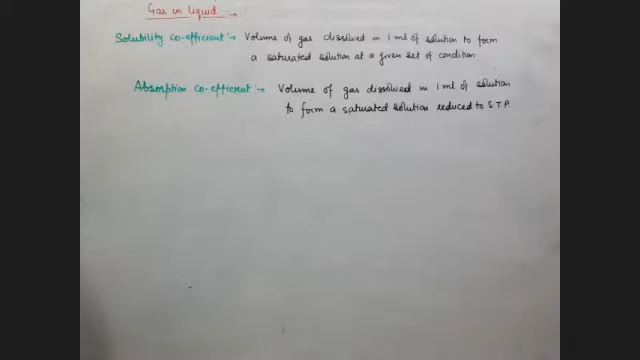 Gas in liquid :→
Solubility co-efficient :→ Volume of gas dissolved in 1 ml of solution to form
a saturated solution at a given set of condition
Absorption co-efficient :→ Volume of gas dissolved in 1 ml of solution
to form a saturated solution reduced to S.T.P.